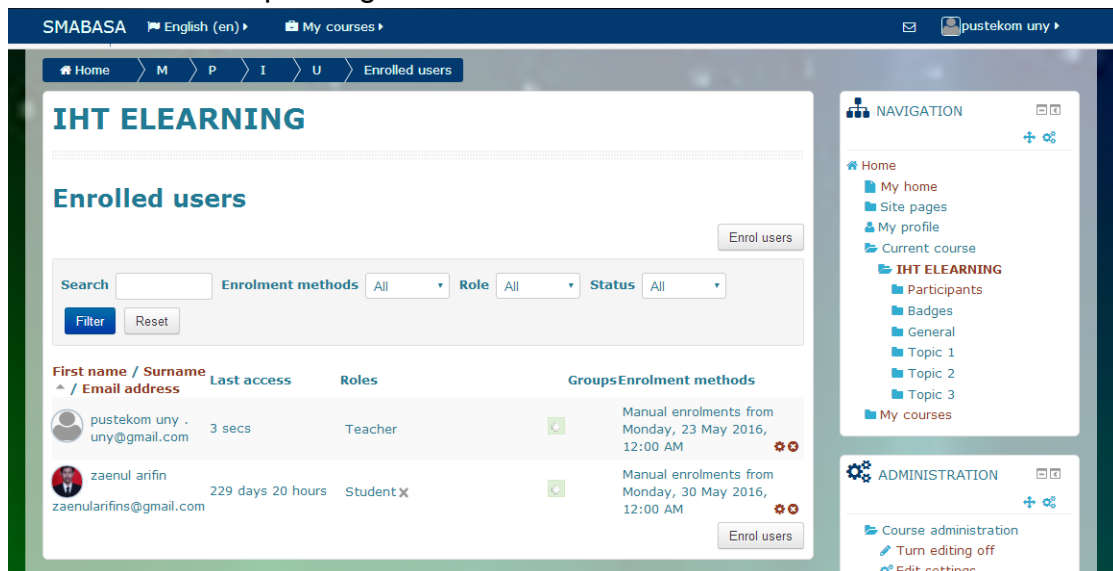 SMABASA English (en) My courses pustekom uny
Home M P I U Enrolled users
IHT ELEARNING
Enrolled users
Enrol users
Search Enrolment methods All Role All Status All
Filter Reset
First name / Surname / Email address Last access Roles Groups Enrolment methods
pustekom uny .
uny@gmail.com
3 secs
Teacher
Manual enrolments from
Monday, 23 May 2016,
12:00 AM
zaenul arifin
zaenularifins@gmail.com
229 days 20 hours
Student
Manual enrolments from
Monday, 30 May 2016,
12:00 AM
Enrol users
NAVIGATION
Home
My home
Site pages
My profile
Current course
IHT ELEARNING
Participants
Badges
General
Topic 1
Topic 2
Topic 3
My courses
ADMINISTRATION
Course administration
Turn editing off
Edit settings